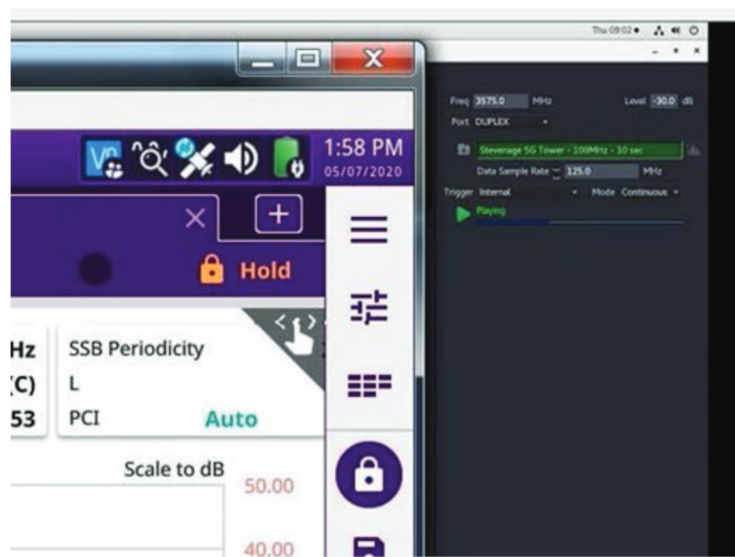 Thu 09:02
1:58 PM
05/07/2020
Hold
Hz
SSB Periodicity
(C)
L
53
PCI
Auto
Scale to dB
50.00
40.00
Freq 3575.0 MHz Level -30.0 dB
Port DUPLEX
Stevenage 5G Tower - 100MHz - 10 sec
Data Sample Rate 125.0 MHz
Trigger Internal Mode Continuous
Playing